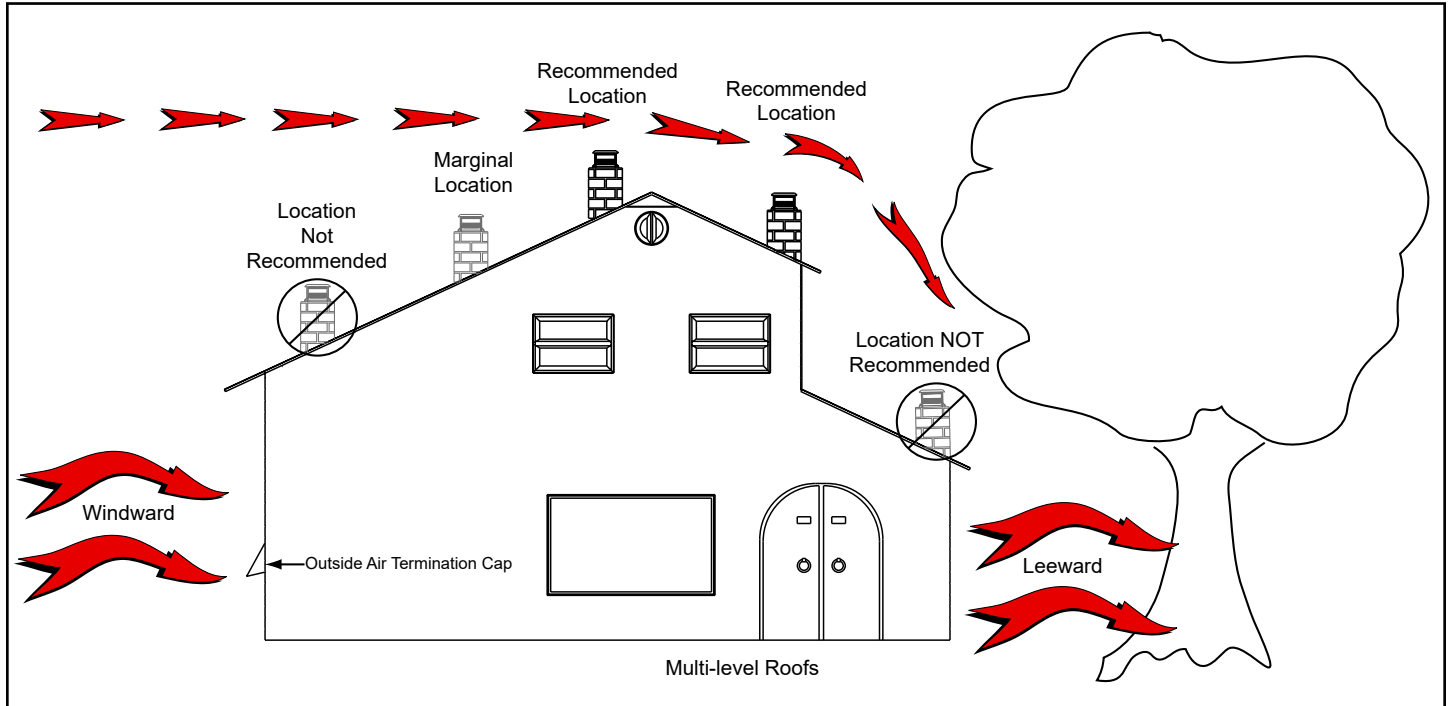 Recommended
Location
Recommended
Location
Marginal
Location
Location
Not
Recommended
Location NOT
Recommended
Windward
Outside Air Termination Cap
Leeward
Multi-level Roofs